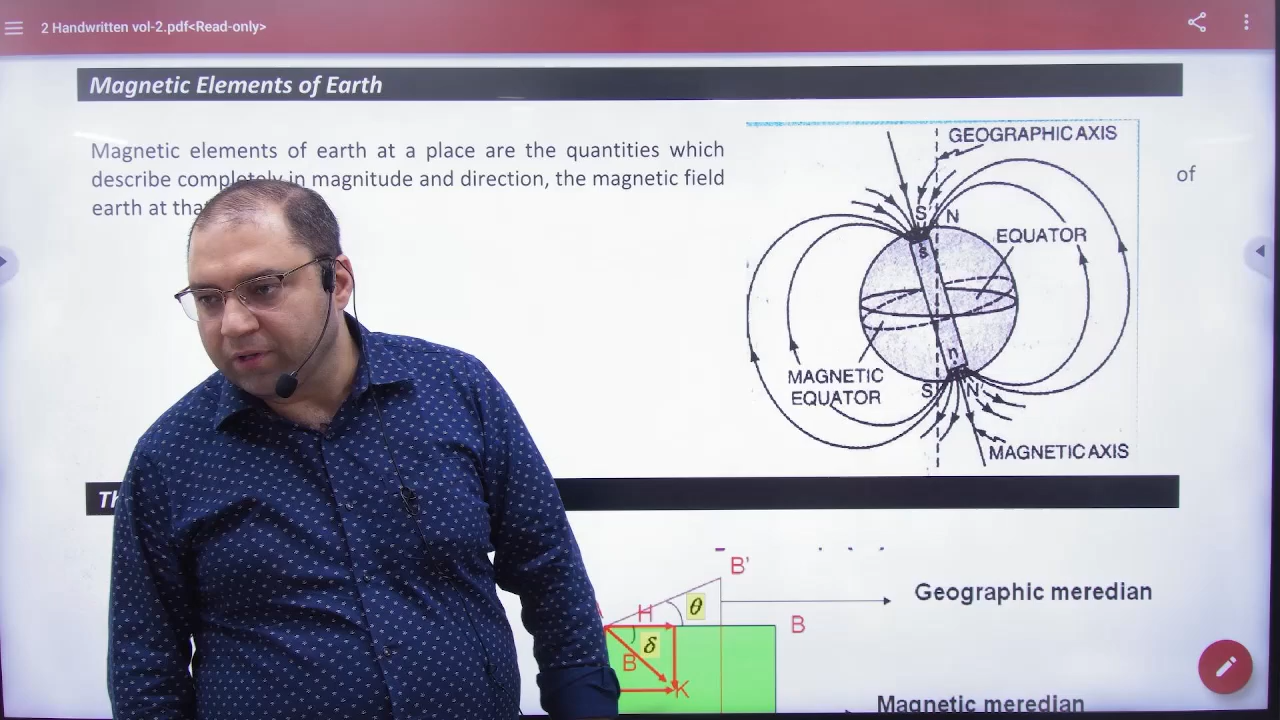 2 Handwritten vol-2.pdf<Read-only>
Magnetic Elements of Earth
Magnetic elements of earth at a place are the quantities which
describe completely in magnitude and direction, the magnetic field of
earth at that
GEOGRAPHIC AXIS
S' N
EQUATOR
s
MAGNETIC
EQUATOR
n
S N'
MAGNETIC AXIS
B'
Geographic meredian
H θ
B
δ
B
K
Magnetic meredian